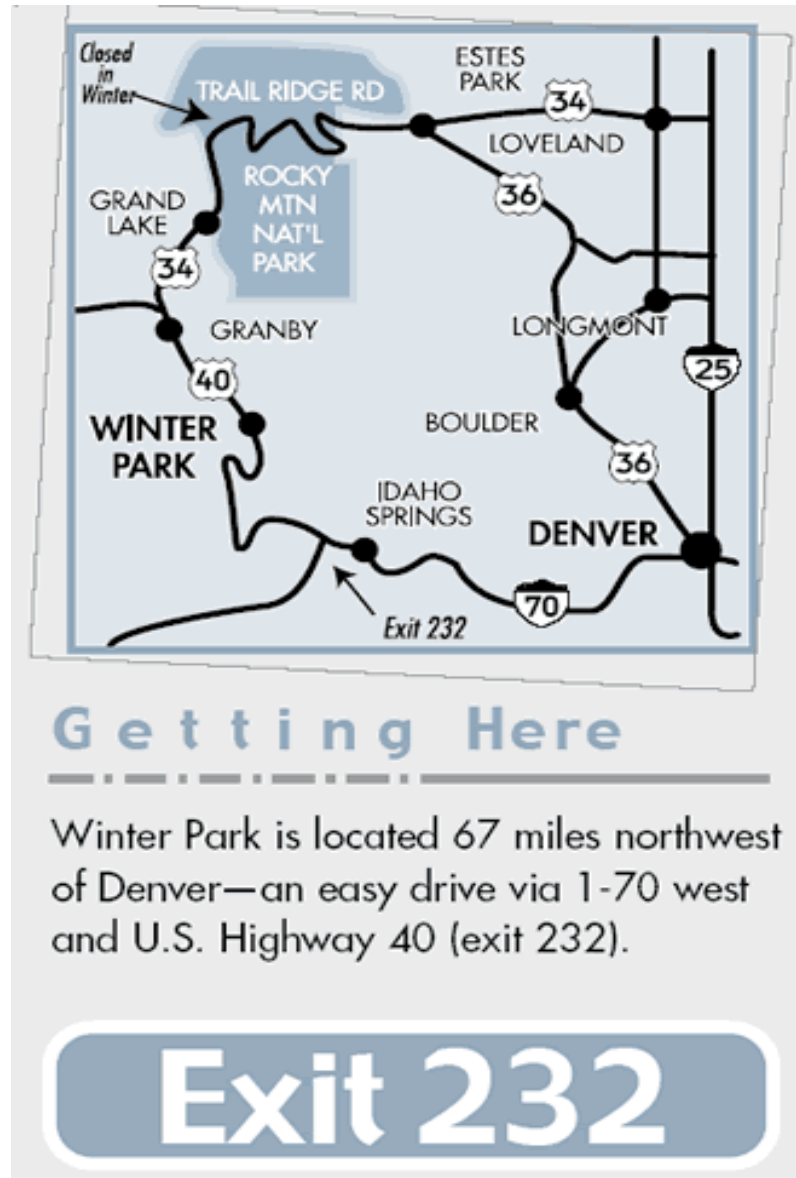 Closed
in
Winter
TRAIL RIDGE RD
ESTES
PARK
34
LOVELAND
36
ROCKY
MTN
NAT'L
PARK
GRAND
LAKE
34
GRANBY
LONGMONT
25
40
WINTER
PARK
BOULDER
36
IDAHO
SPRINGS
DENVER
70
Exit 232
Getting Here
Winter Park is located 67 miles northwest
of Denver—an easy drive via 1-70 west
and U.S. Highway 40 (exit 232).
Exit 232